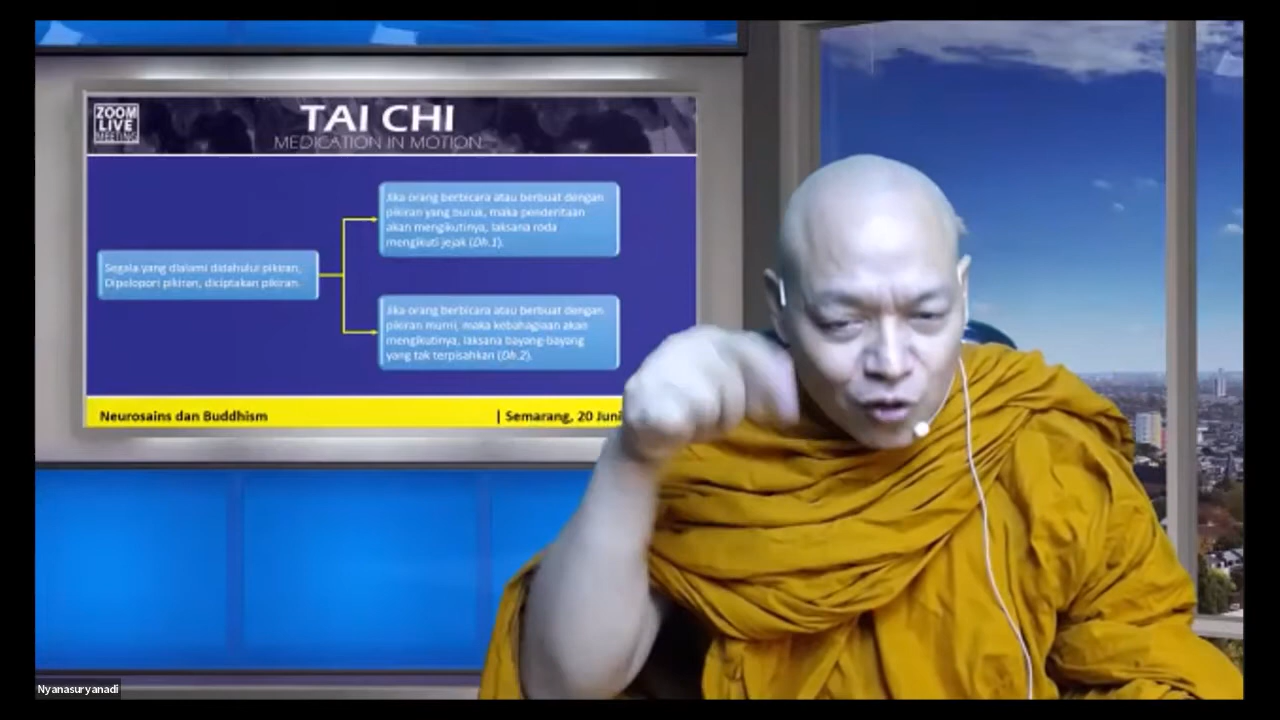 ZOOM
LIVE
MEETING
TAI CHI
MEDICATION IN MOTION
Segala yang dialami didahului pikiran,
Dipelopori pikiran, diciptakan pikiran.
Jika orang berbicara atau berbuat dengan
pikiran yang buruk, maka penderitaan
akan mengikutinya, laksana roda
mengikuti jejak (Dh.1).
Jika orang berbicara atau berbuat dengan
pikiran murni, maka kebahagiaan akan
mengikutinya, laksana bayang-bayang
yang tak terpisahkan (Dh.2).
Neurosains dan Buddhism
| Semarang, 20 Juni
Nyanasuryanadi